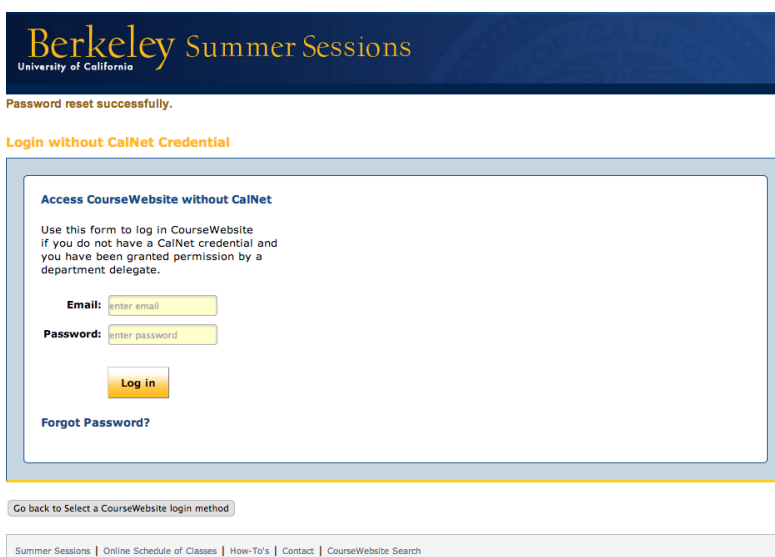 Berkeley Summer Sessions
University of California
Password reset successfully.
Login without CalNet Credential
Access CourseWebsite without CalNet
Use this form to log in CourseWebsite
if you do not have a CalNet credential and
you have been granted permission by a
department delegate.
Email: enter email
Password: enter password
Log in
Forgot Password?
Go back to Select a CourseWebsite login method
Summer Sessions | Online Schedule of Classes | How-To's | Contact | CourseWebsite Search